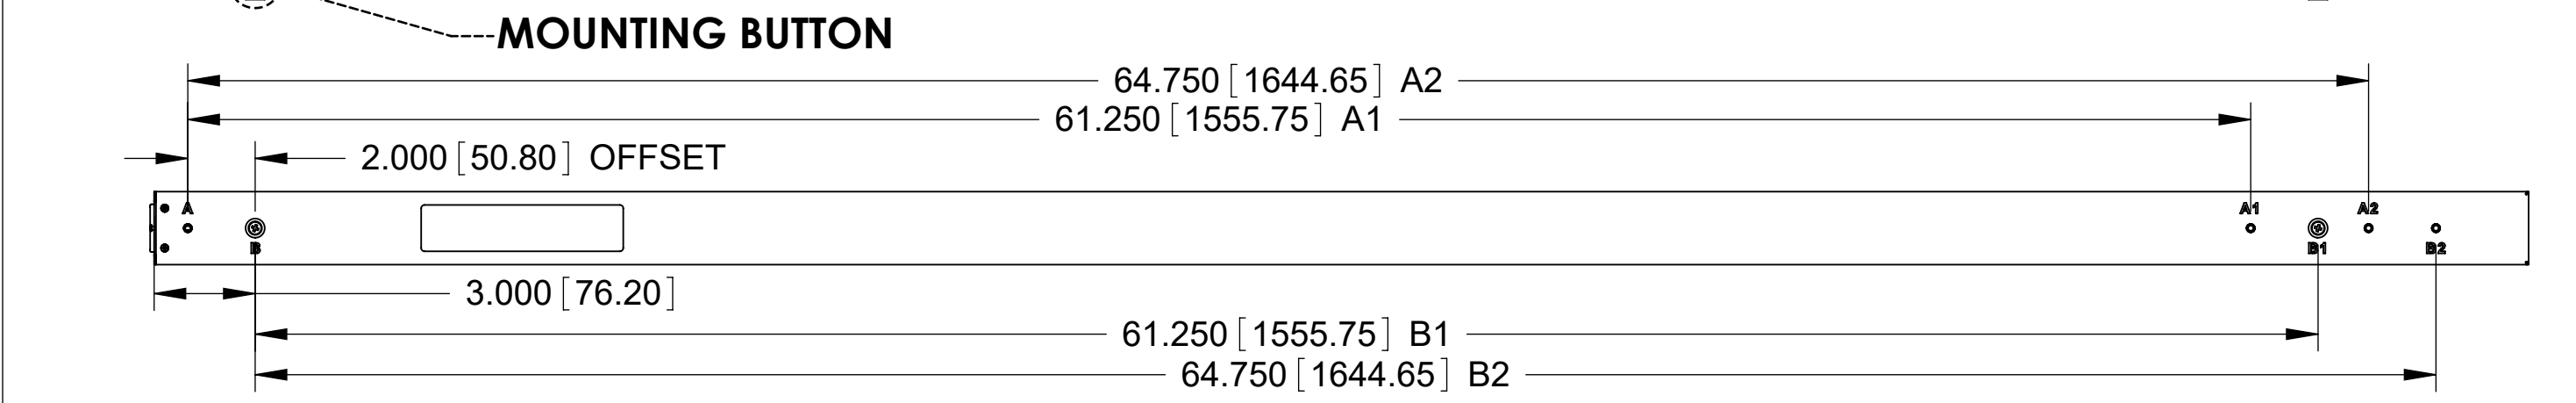 MOUNTING BUTTON
64.750 [1644.65] A2
61.250 [1555.75] A1
2.000 [50.80] OFFSET
A
A1
A2
B
B1
B2
3.000 [76.20]
61.250 [1555.75] B1
64.750 [1644.65] B2